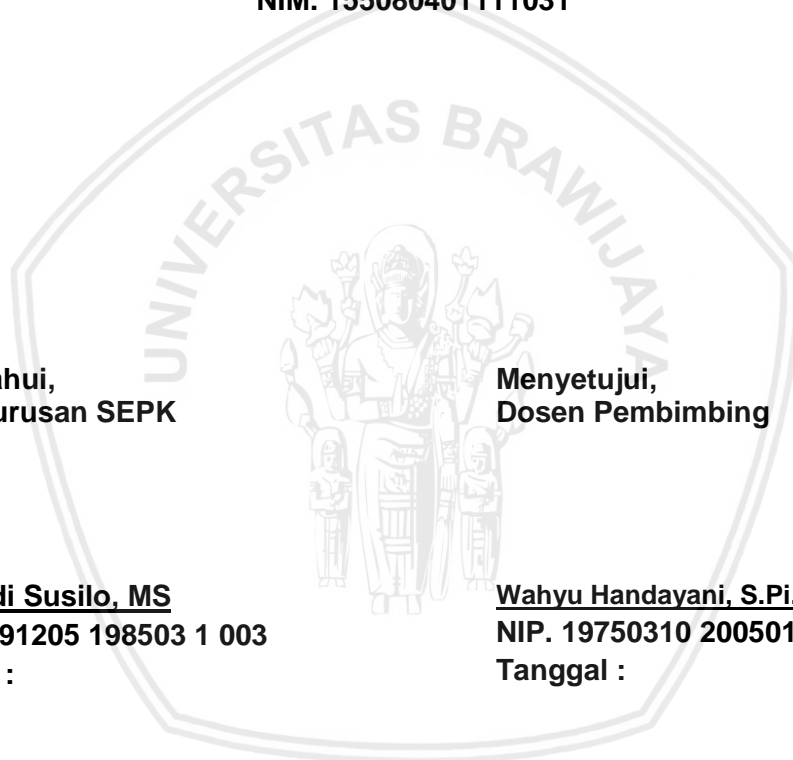 NIM. 155080401111031
UNIVERSITAS BRAWIJAYA
ahui,
urusan SEPK
Menyetujui,
Dosen Pembimbing
di Susilo, MS
91205 198503 1 003
:
Wahyu Handayani, S.Pi.
NIP. 19750310 200501
Tanggal :